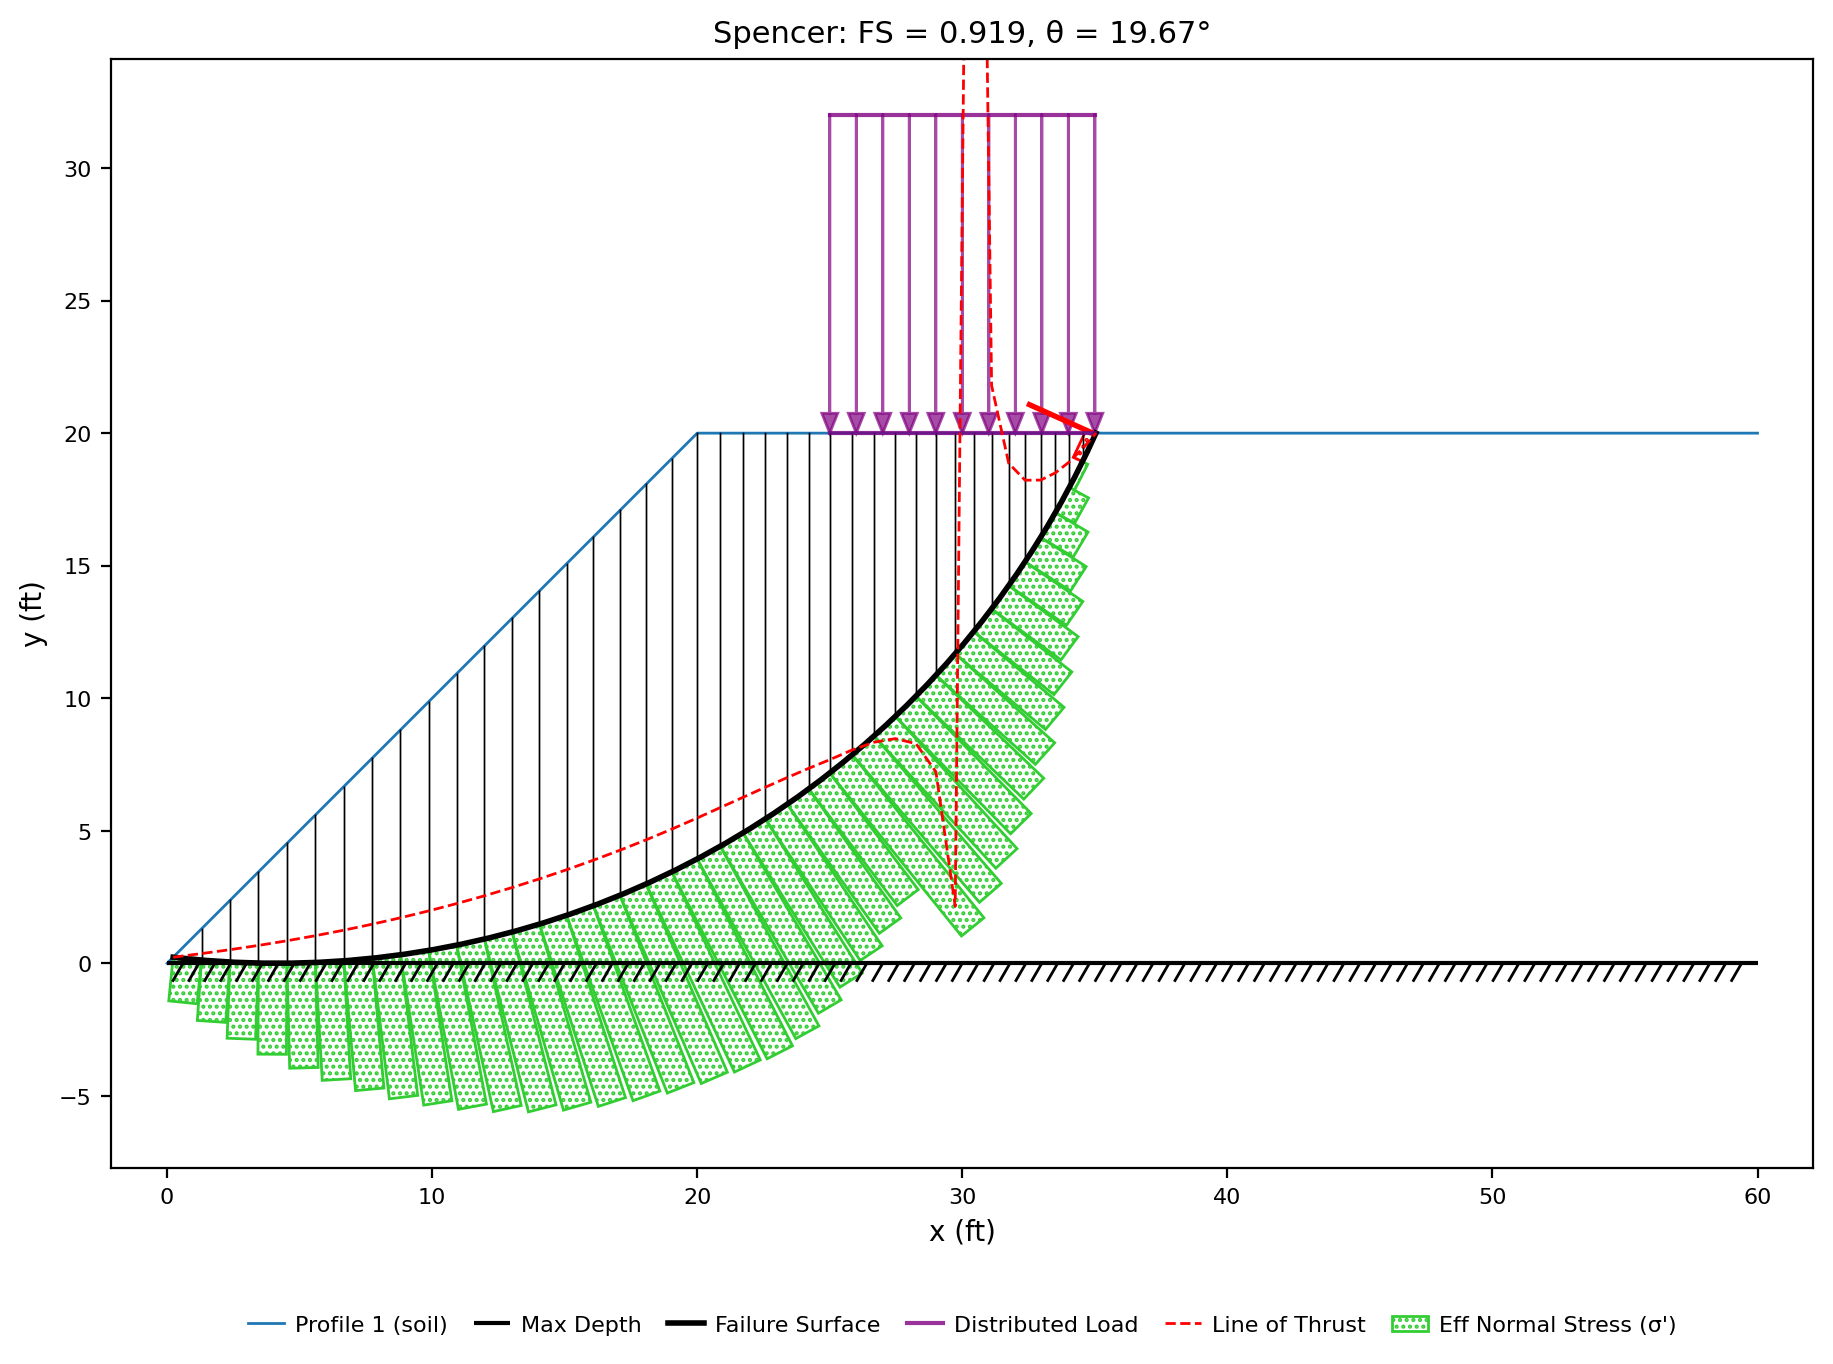 Spencer: FS = 0.919, θ = 19.67°
y (ft)
30
25
20
15
10
5
0
−5
0 10 20 30 40 50 60
x (ft)
Profile 1 (soil) Max Depth Failure Surface Distributed Load Line of Thrust Eff Normal Stress (σ')